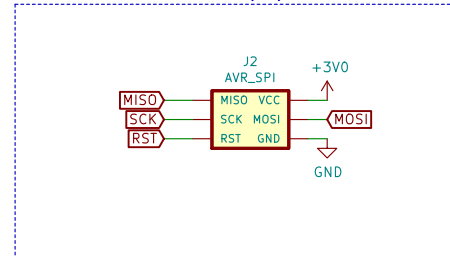 J2
AVR_SPI
+3V0
MISO MISO VCC
SCK SCK MOSI MOSI
RST RST GND
GND